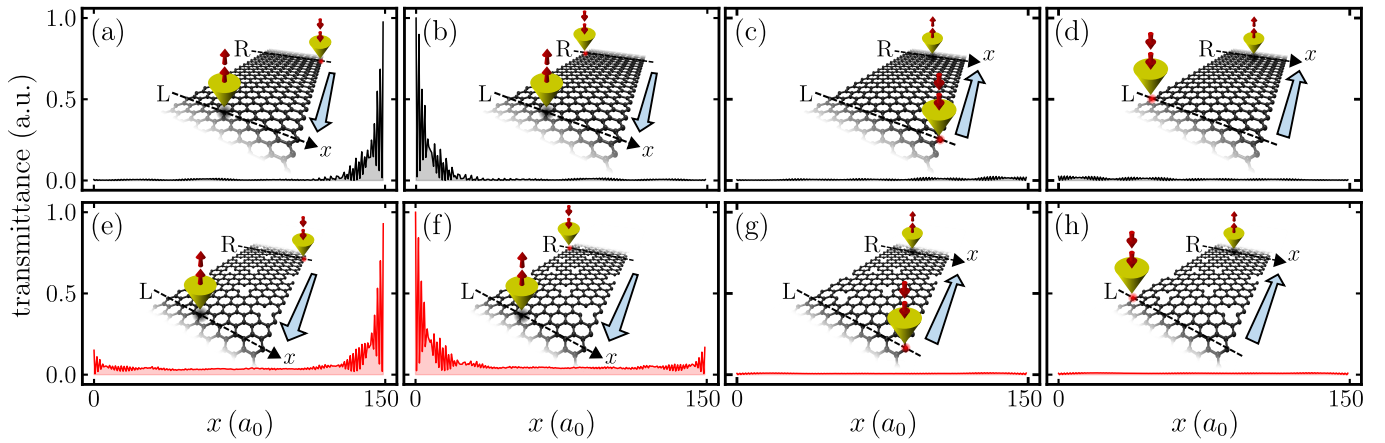 transmittance (a.u.)
1.0
0.5
0.0
(a)
R
L
x
(b)
R
L
x
(c)
R
L
x
(d)
R
L
x
1.0
0.5
0.0
(e)
R
L
x
(f)
R
L
x
(g)
R
L
x
(h)
R
L
x
0 150
0 150
0 150
0 150
x (a₀)
x (a₀)
x (a₀)
x (a₀)